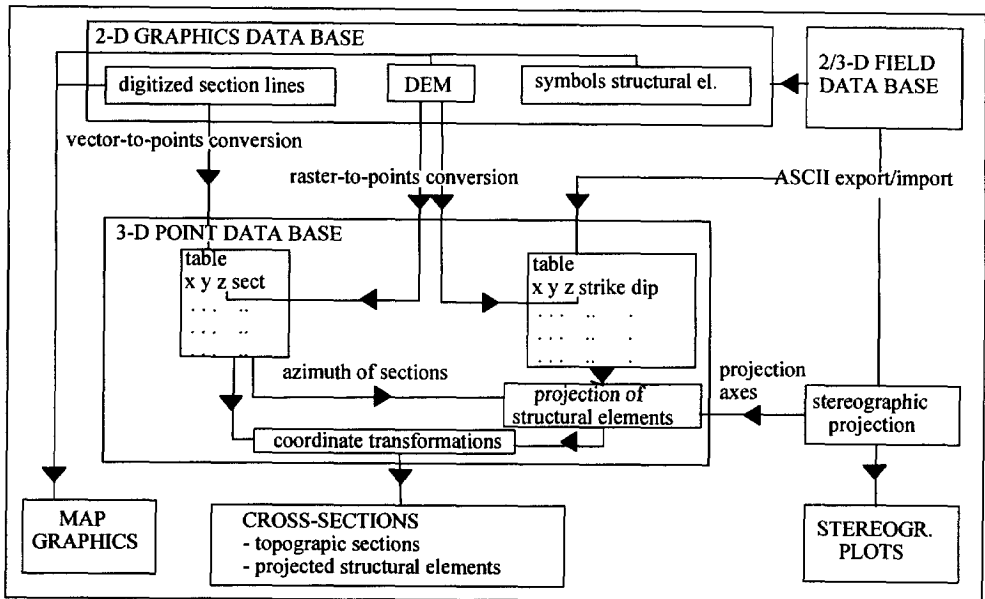 2-D GRAPHICS DATA BASE
digitized section lines
DEM
symbols structural el.
2/3-D FIELD
DATA BASE
vector-to-points conversion
raster-to-points conversion
ASCII export/import
3-D POINT DATA BASE
table
x y z sect
. . . ..
. . . ..
. . . ..
table
x y z strike dip
. . . .. .
. . . .. .
. . . .. .
azimuth of sections
projection of
structural elements
projection
axes
stereographic
projection
coordinate transformations
MAP
GRAPHICS
CROSS-SECTIONS
- topograpic sections
- projected structural elements
STEREOGR.
PLOTS